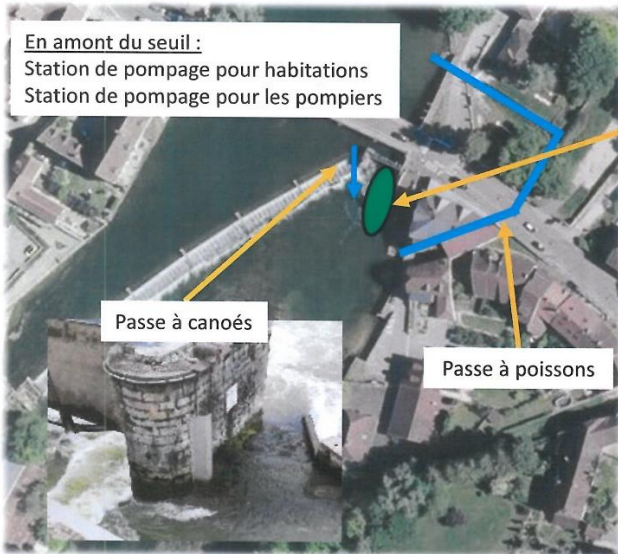 En amont du seuil :
Station de pompage pour habitations
Station de pompage pour les pompiers
Passe à canoés
Passe à poissons